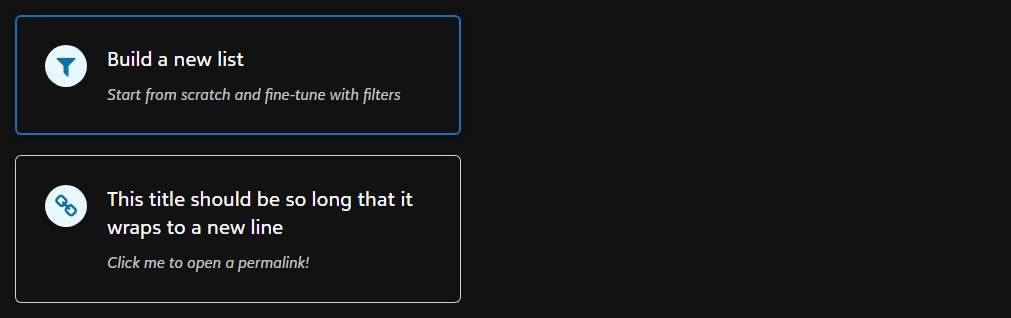 Build a new list
Start from scratch and fine-tune with filters
This title should be so long that it
wraps to a new line
Click me to open a permalink!